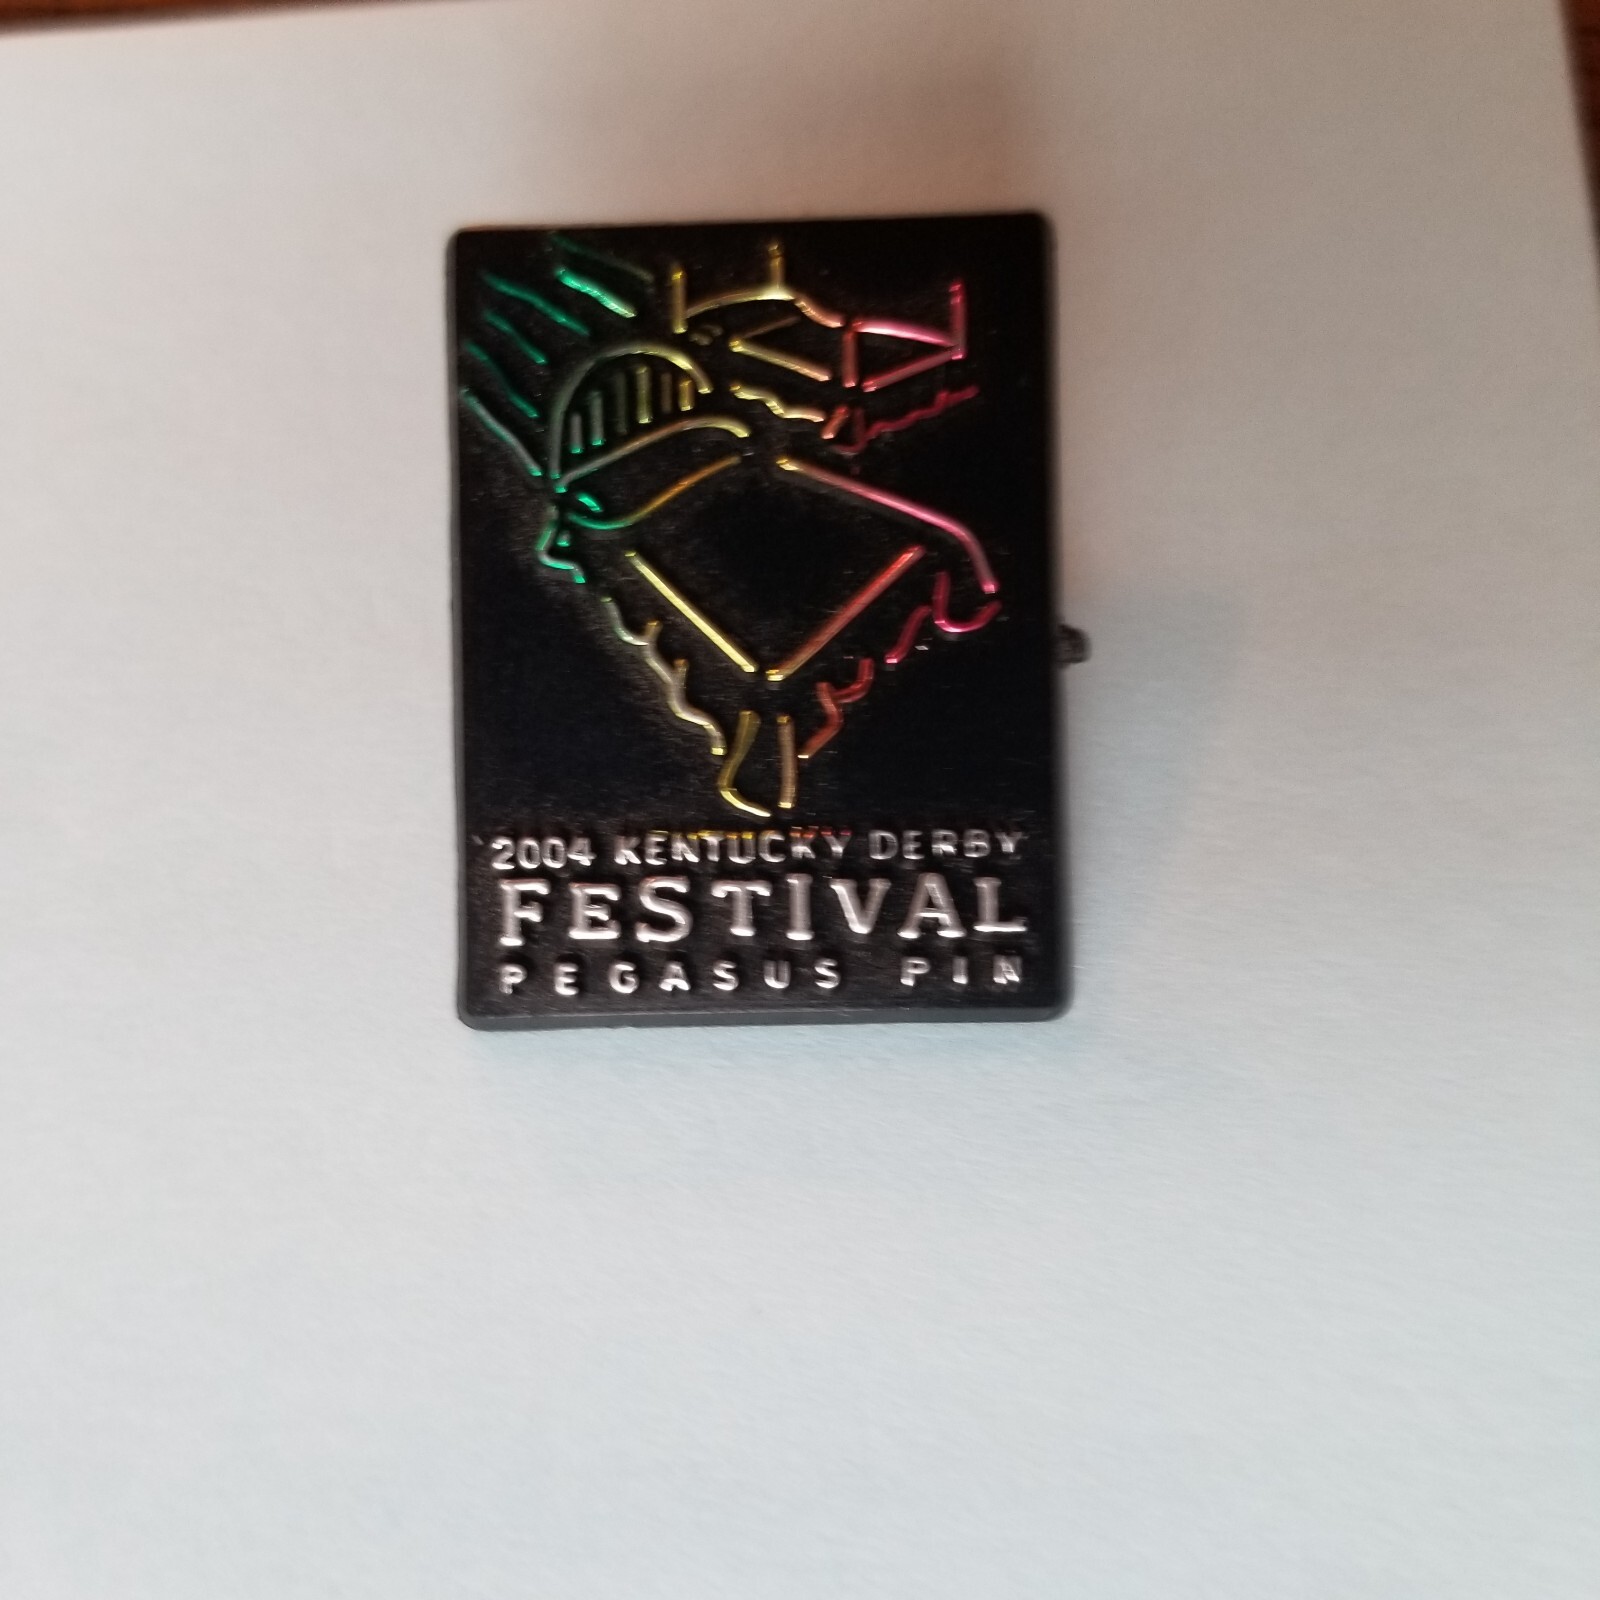 2004 KENTUCKY DERBY
FESTIVAL
PEGASUS PIN